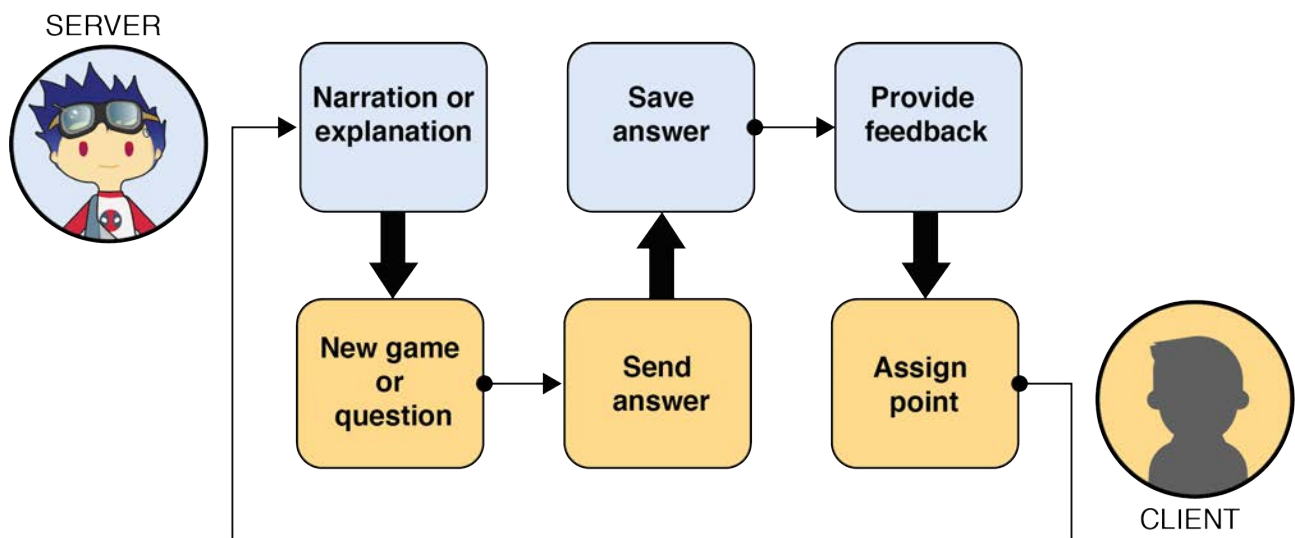 SERVER
Narration or
explanation
Save
answer
Provide
feedback
New game
or
question
Send
answer
Assign
point
CLIENT